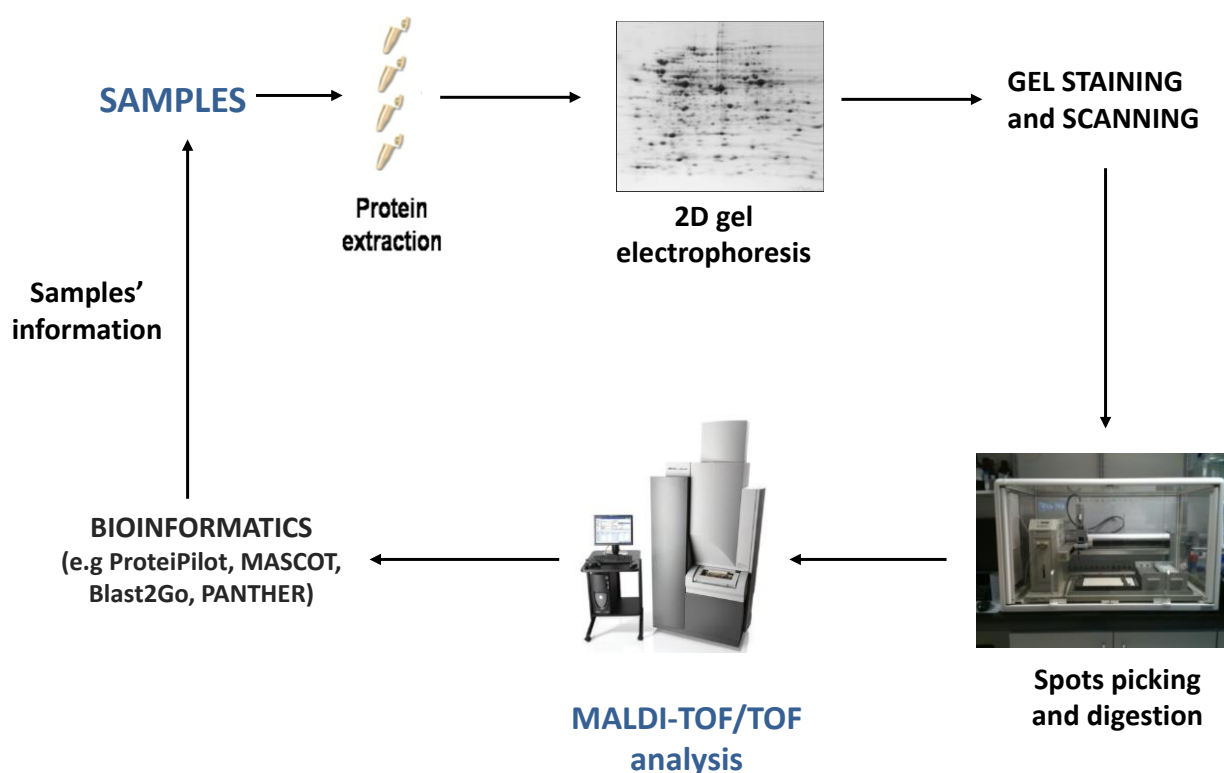 SAMPLES
Protein
extraction
2D gel
electrophoresis
GEL STAINING
and SCANNING
Spots picking
and digestion
MALDI-TOF/TOF
analysis
BIOINFORMATICS
(e.g ProteiPilot, MASCOT,
Blast2Go, PANTHER)
Samples’
information